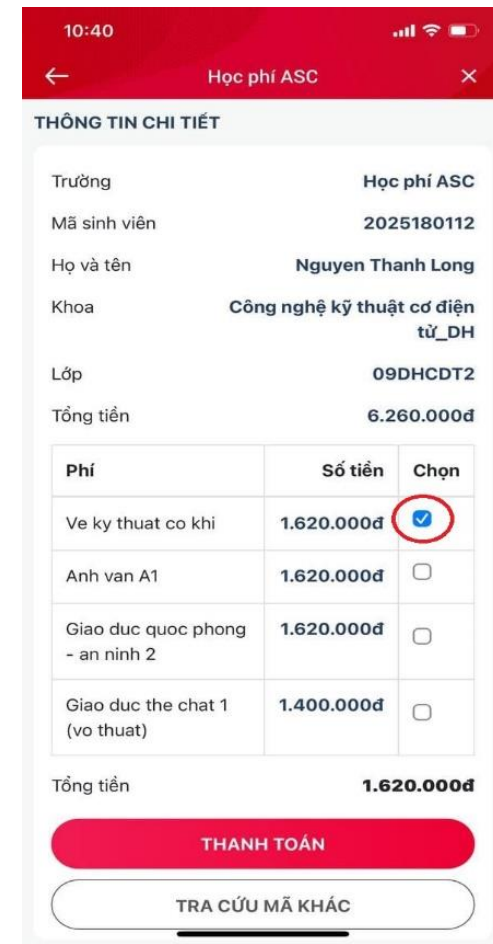 10:40
Học phí ASC
THÔNG TIN CHI TIẾT
Trường Học phí ASC
Mã sinh viên 2025180112
Họ và tên Nguyen Thanh Long
Khoa Công nghệ kỹ thuật cơ điện
tử_DH
Lớp 09DHCDT2
Tổng tiền 6.260.000đ
Phí Số tiền Chọn
Ve ky thuat co khi 1.620.000đ
Anh van A1 1.620.000đ
Giao duc quoc phong 1.620.000đ
- an ninh 2
Giao duc the chat 1 1.400.000đ
(vo thuat)
Tổng tiền 1.620.000đ
THANH TOÁN
TRA CỨU MÃ KHÁC